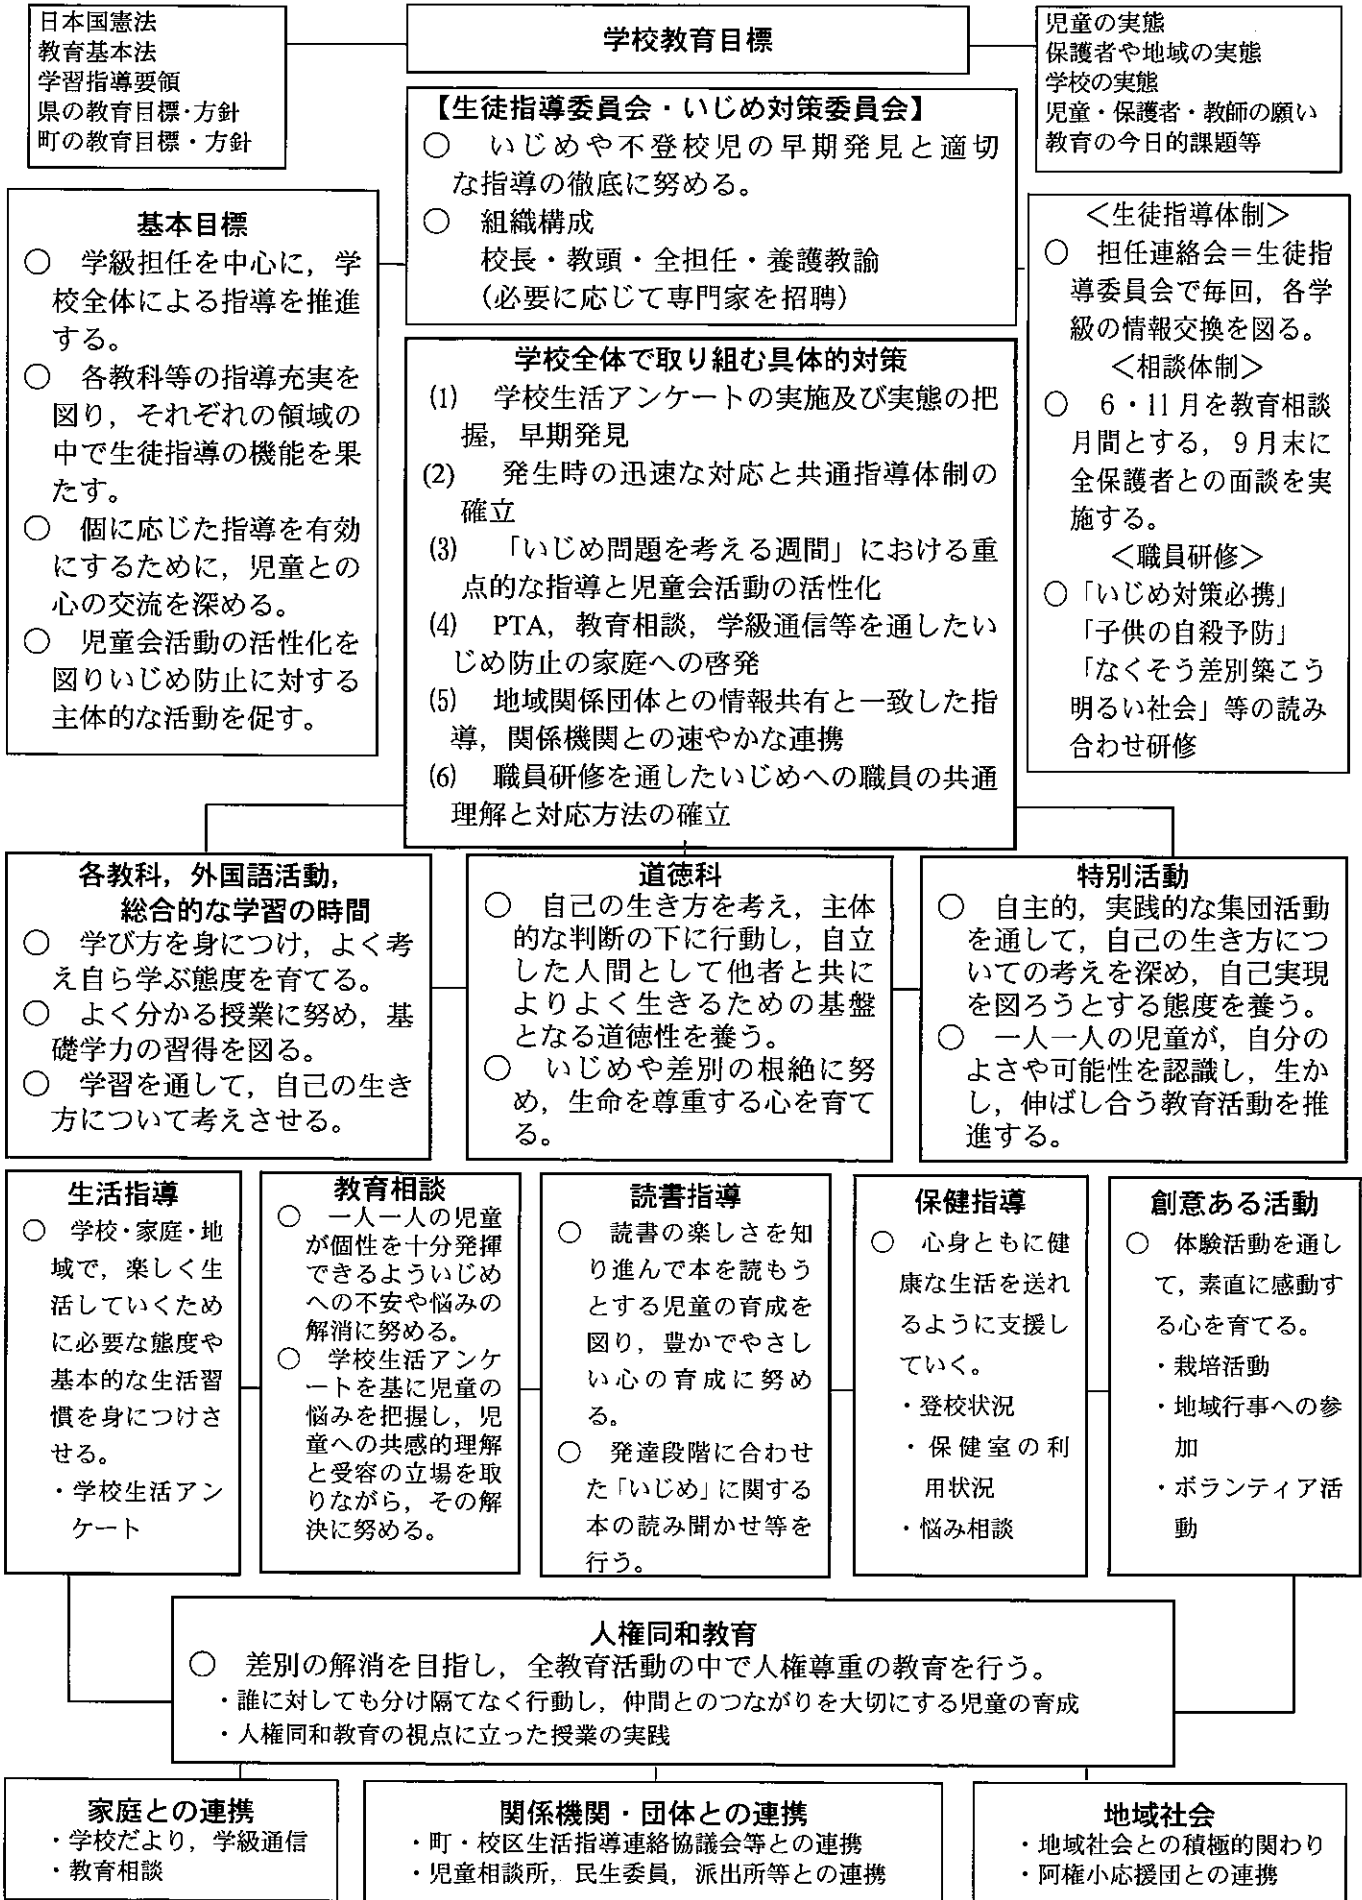 日本国憲法
教育基本法
学習指導要領
県の教育目標・方針
町の教育目標・方針
学校教育目標
児童の実態
保護者や地域の実態
学校の実態
児童・保護者・教師の願い
教育の今日的課題等
【生徒指導委員会・いじめ対策委員会】
○　いじめや不登校児の早期発見と適切
な指導の徹底に努める。
○　組織構成
校長・教頭・全担任・養護教諭
(必要に応じて専門家を招聘)
基本目標
○　学級担任を中心に，学
校全体による指導を推進
する。
○　各教科等の指導充実を
図り，それぞれの領域の
中で生徒指導の機能を果
たす。
○　個に応じた指導を有効
にするために，児童との
心の交流を深める。
○　児童会活動の活性化を
図りいじめ防止に対する
主体的な活動を促す。
学校全体で取り組む具体的対策
(1)　学校生活アンケートの実施及び実態の把
握，早期発見
(2)　発生時の迅速な対応と共通指導体制の
確立
(3)　「いじめ問題を考える週間」における重
点的な指導と児童会活動の活性化
(4)　PTA，教育相談，学級通信等を通したい
じめ防止の家庭への啓発
(5)　地域関係団体との情報共有と一致した指
導，関係機関との速やかな連携
(6)　職員研修を通したいじめへの職員の共通
理解と対応方法の確立
＜生徒指導体制＞
○　担任連絡会＝生徒指
導委員会で毎回，各学
級の情報交換を図る。
＜相談体制＞
○　6・11月を教育相談
月間とする，9月末に
全保護者との面談を実
施する。
＜職員研修＞
○「いじめ対策必携」
「子供の自殺予防」
「なくそう差別築こう
明るい社会」等の読み
合わせ研修
各教科，外国語活動，
総合的な学習の時間
○　学び方を身につけ，よく考
え自ら学ぶ態度を育てる。
○　よく分かる授業に努め，基
礎学力の習得を図る。
○　学習を通して，自己の生き
方について考えさせる。
道徳科
○　自己の生き方を考え，主体
的な判断の下に行動し，自立
した人間として他者と共に
よりよく生きるための基盤
となる道徳性を養う。
○　いじめや差別の根絶に努
め，生命を尊重する心を育て
る。
特別活動
○　自主的，実践的な集団活動
を通して，自己の生き方につ
いての考えを深め，自己実現
を図ろうとする態度を養う。
○　一人一人の児童が，自分の
よさや可能性を認識し，生か
し，伸ばし合う教育活動を推
進する。
生活指導
○　学校・家庭・地
域で，楽しく生
活していくため
に必要な態度や
基本的な生活習
慣を身につけさ
せる。
・学校生活アン
ケート
教育相談
○　一人一人の児童
が個性を十分発揮
できるよういじめ
への不安や悩みの
解消に努める。
○　学校生活アンケ
ートを基に児童の
悩みを把握し，児
童への共感的理解
と受容の立場を取
りながら，その解
決に努める。
読書指導
○　読書の楽しさを知
り進んで本を読もう
とする児童の育成を
図り，豊かでやさし
い心の育成に努め
る。
○　発達段階に合わせ
た「いじめ」に関する
本の読み聞かせ等を
行う。
保健指導
○　心身ともに健
康な生活を送れ
るように支援し
ていく。
・登校状況
・保健室の利
用状況
・悩み相談
創意ある活動
○　体験活動を通し
て，素直に感動す
る心を育てる。
・栽培活動
・地域行事への参
加
・ボランティア活
動
人権同和教育
○　差別の解消を目指し，全教育活動の中で人権尊重の教育を行う。
・誰に対しても分け隔てなく行動し，仲間とのつながりを大切にする児童の育成
・人権同和教育の視点に立った授業の実践
家庭との連携
・学校だより，学級通信
・教育相談
関係機関・団体との連携
・町・校区生活指導連絡協議会等との連携
・児童相談所，民生委員，派出所等との連携
地域社会
・地域社会との積極的関わり
・阿権小応援団との連携